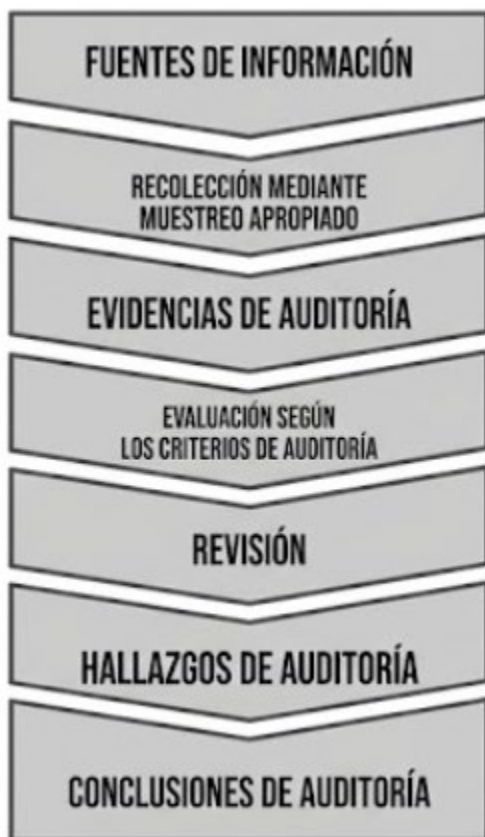 FUENTES DE INFORMACIÓN
RECOLECCIÓN MEDIANTE
MUESTREO APROPIADO
EVIDENCIAS DE AUDITORÍA
EVALUACIÓN SEGÚN
LOS CRITERIOS DE AUDITORÍA
REVISIÓN
HALLAZGOS DE AUDITORÍA
CONCLUSIONES DE AUDITORÍA